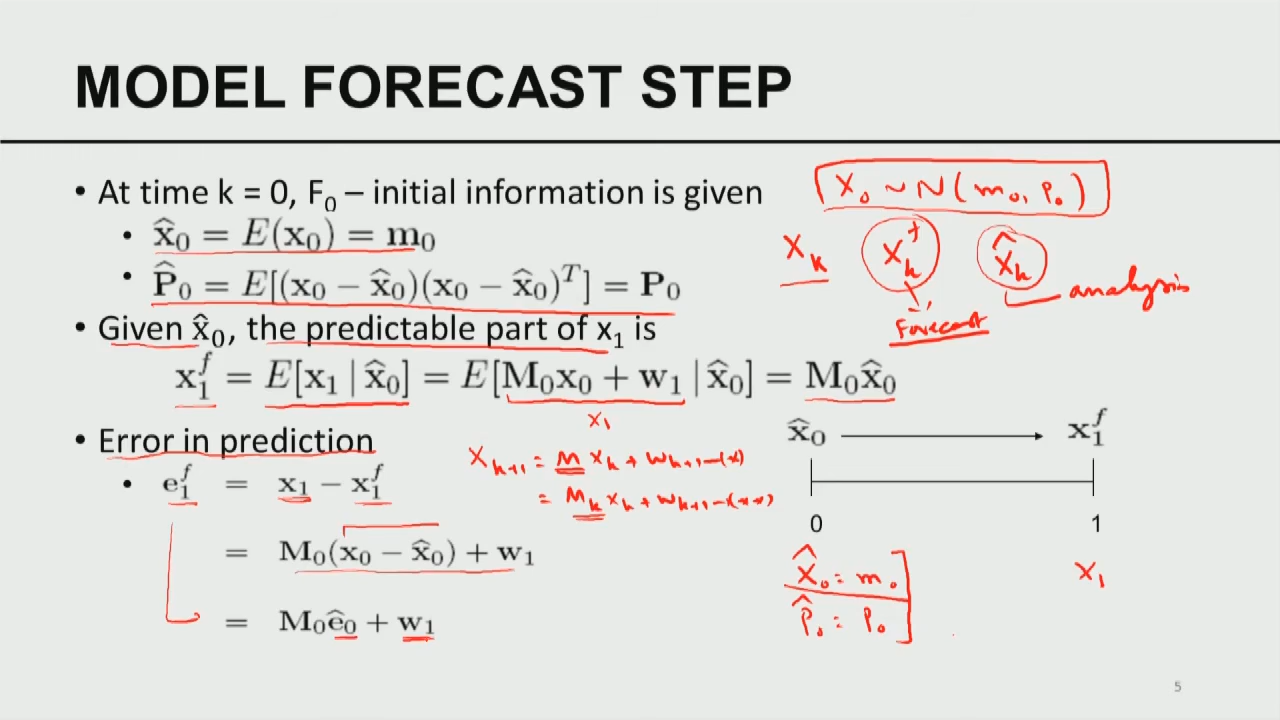 MODEL FORECAST STEP
• At time k = 0, F₀ – initial information is given
• x̂₀ = E(x₀) = m₀
• P̂₀ = E[(x₀ − x̂₀)(x₀ − x̂₀)ᵀ] = P₀
• Given x̂₀, the predictable part of x₁ is
x₁ᶠ = E[x₁ | x̂₀] = E[M₀x₀ + w₁ | x̂₀] = M₀x̂₀
x₁
• Error in prediction
• e₁ᶠ = x₁ − x₁ᶠ
= M₀(x₀ − x̂₀) + w₁
= M₀ê₀ + w₁
x₀ ~ N(m₀, P₀)
xₖ xₖᶠ x̂ₖ
analysis
Forecast
xₖ₊₁ = M xₖ + wₖ₊₁ –(*)
= Mₖ xₖ + wₖ₊₁ –(**)
x̂₀ → x₁ᶠ
0 1
x̂₀ = m₀ x₁
P̂₀ = P₀
5